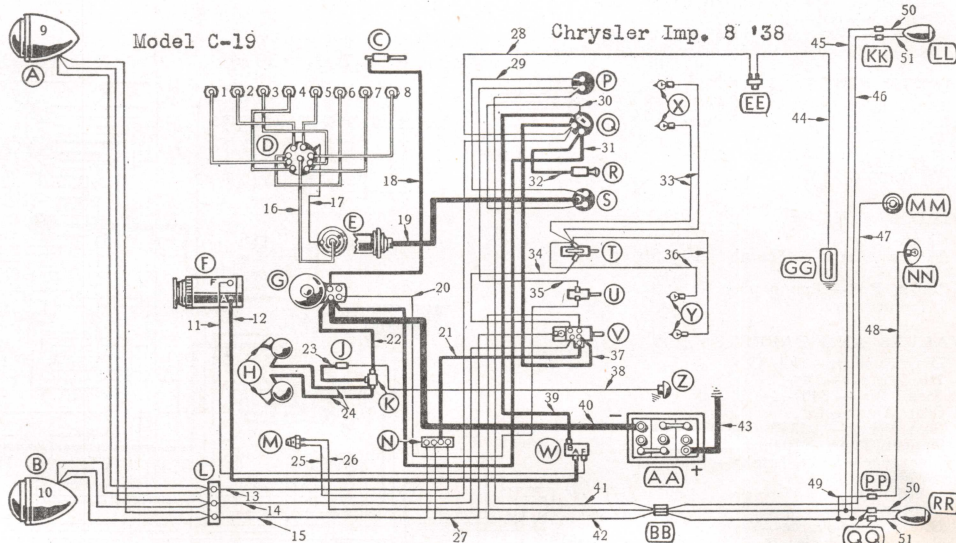 Model C-19
Chrysler Imp. 8 '38
9
A
C
28
29
P
30
Q
31
R
32
S
X
33
EE
44
45
KK
50
51
LL
46
1 2 3 4 5 6 7 8
D
16
17
18
E
19
F
F
11
12
G
20
21
22
23
J
H
K
24
T
34
35
36
U
V
Y
37
38
Z
39
40
GG
MM
47
NN
48
M
25
26
N
W
B A F
-
+
AA
43
B
10
L
13
14
15
27
41
42
BB
49
PP
50
QQ
51
RR